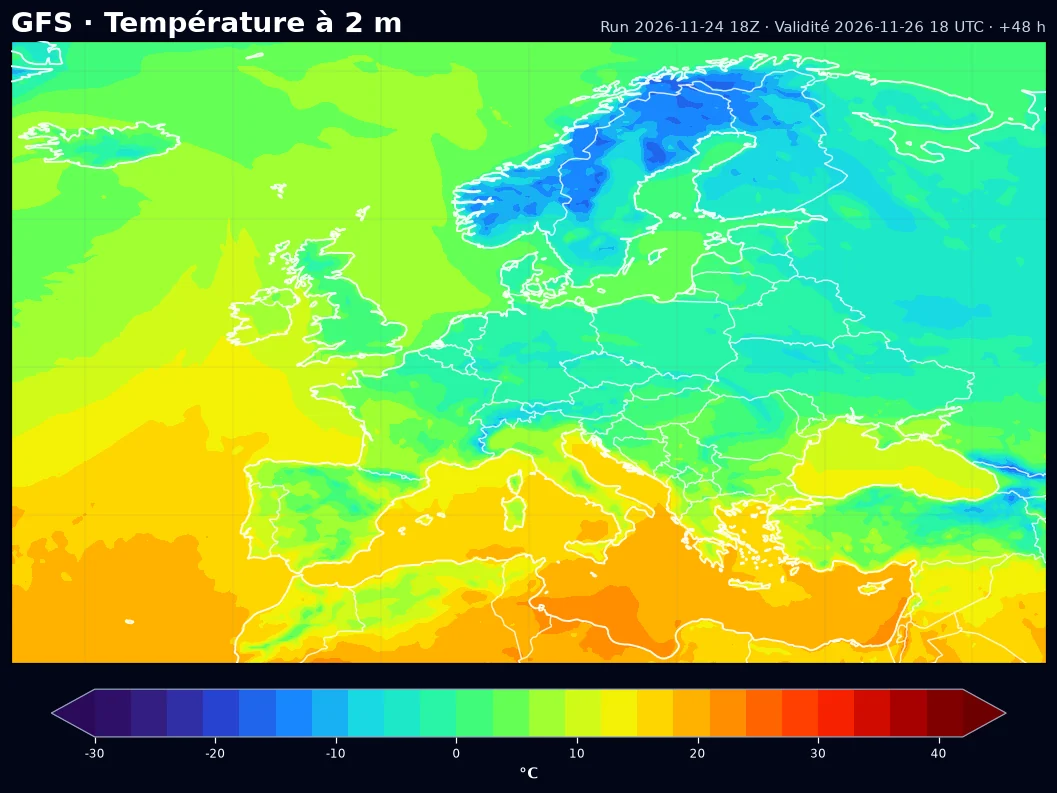 GFS · Température à 2 m
Run 2026-11-24 18Z · Validité 2026-11-26 18 UTC · +48 h
-30 -20 -10 0 10 20 30 40
°C